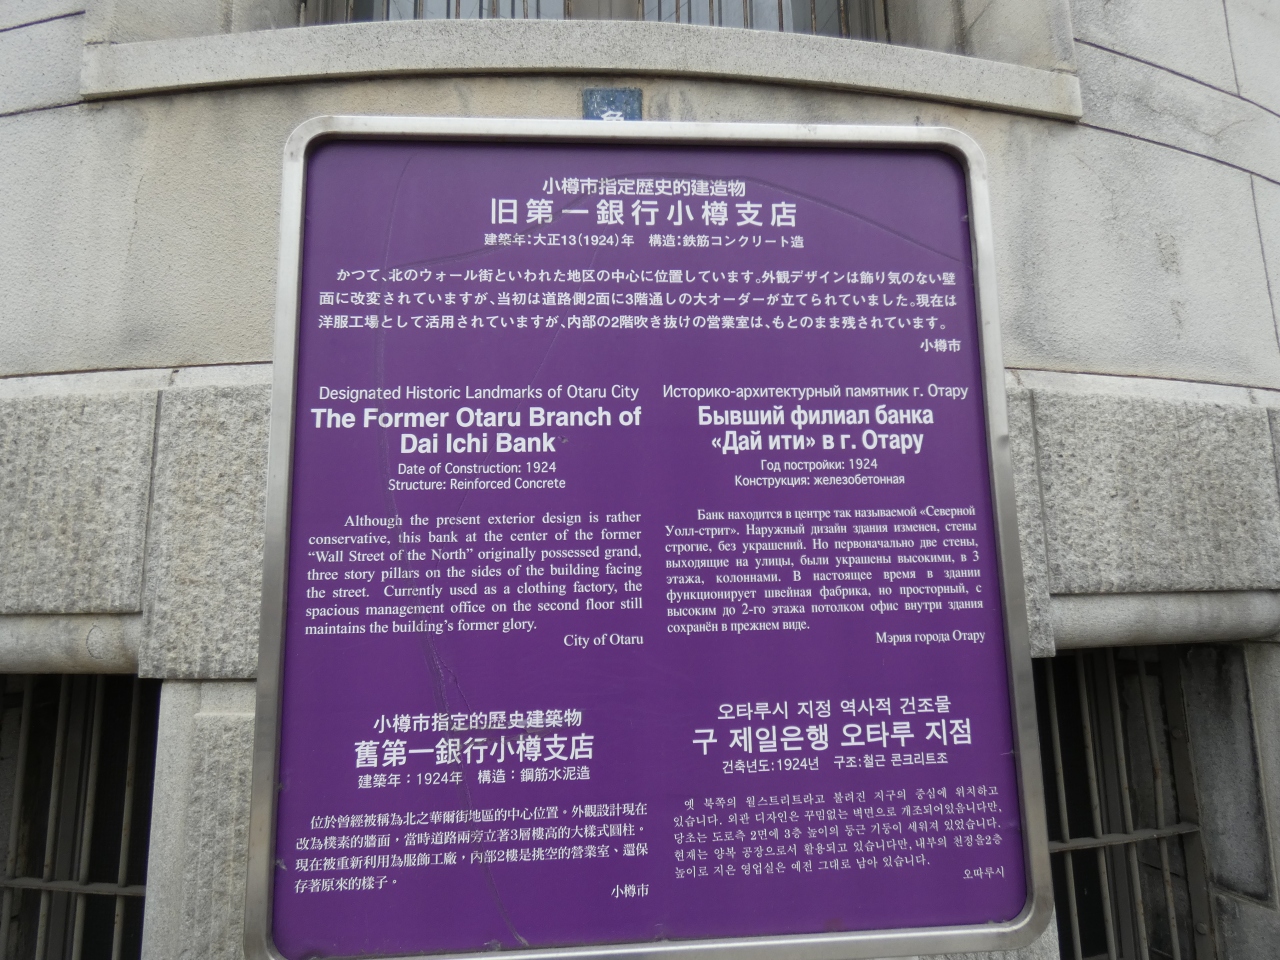 小樽市指定歴史的建造物
旧第一銀行小樽支店
建築年:大正13(1924)年 構造:鉄筋コンクリート造
かつて、北のウォール街といわれた地区の中心に位置しています。外観デザインは飾り気のない壁
面に改変されていますが、当初は道路側2面に3階通しの大オーダーが立てられていました。現在は
洋服工場として活用されていますが、内部の2階吹き抜けの営業室は、もとのまま残されています。
小樽市
Designated Historic Landmarks of Otaru City
The Former Otaru Branch of
Dai Ichi Bank
Date of Construction: 1924
Structure: Reinforced Concrete
Although the present exterior design is rather
conservative, this bank at the center of the former
“Wall Street of the North” originally possessed grand,
three story pillars on the sides of the building facing
the street. Currently used as a clothing factory, the
spacious management office on the second floor still
maintains the building’s former glory.
City of Otaru
Историко-архитектурный памятник г. Отару
Бывший филиал банка
«Дай ити» в г. Отару
Год постройки: 1924
Конструкция: железобетонная
Банк находится в центре так называемой «Северной
Уолл-стрит». Наружный дизайн здания изменен, стены
строгие, без украшений. Но первоначально две стены,
выходящие на улицы, были украшены высокими, в 3
этажа, колоннами. В настоящее время в здании
функционирует швейная фабрика, но просторный, с
высоким до 2-го этажа потолком офис внутри здания
сохранён в прежнем виде.
Мэрия города Отару
小樽市指定的歷史建築物
舊第一銀行小樽支店
建築年：1924年 構造：鋼筋水泥造
位於曾經被稱為北之華爾街地區的中心位置。外觀設計現在
改為樸素的牆面，當時道路兩旁立著3層樓高的大樣式圓柱。
現在被重新利用為服飾工廠，內部2樓是挑空的營業室、還保
存著原來的樣子。
小樽市
오타루시 지정 역사적 건조물
구 제일은행 오타루 지점
건축년도:1924년 구조:철근 콘크리트조
옛 북쪽의 월스트리트라고 불려진 지구의 중심에 위치하고
있습니다. 외관 디자인은 꾸밈없는 벽면으로 개조되어있읍니다만,
당초는 도로측 2면에 3층 높이의 둥근 기둥이 세워져 있었습니다.
현재는 양복 공장으로서 활용되고 있습니다만, 내부의 천정을2층
높이로 지은 영업실은 예전 그대로 남아 있습니다.
오따루시